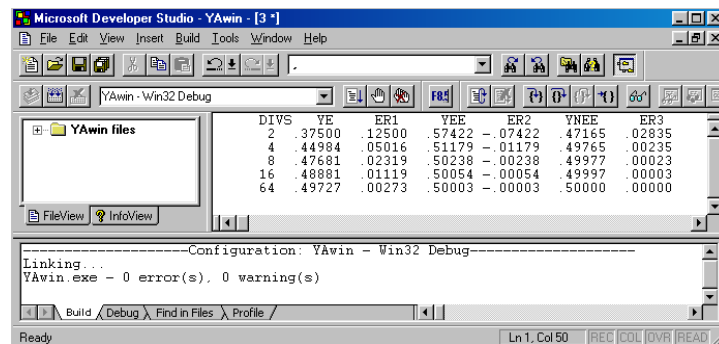 Microsoft Developer Studio - YAwin - [3 *]
File Edit View Insert Build Tools Window Help
.
YAwin - Win32 Debug
YAwin files
DIVS YE ER1 YEE ER2 YNEE ER3
2 .37500 .12500 .57422 -.07422 .47165 .02835
4 .44984 .05016 .51179 -.01179 .49765 .00235
8 .47681 .02319 .50238 -.00238 .49977 .00023
16 .48881 .01119 .50054 -.00054 .49997 .00003
64 .49727 .00273 .50003 -.00003 .50000 .00000
FileView InfoView
--------------------Configuration: YAwin - Win32 Debug--------------------
Linking...
YAwin.exe - 0 error(s), 0 warning(s)
Build Debug Find in Files Profile
Ready Ln 1, Col 50 REC COL OVR READ